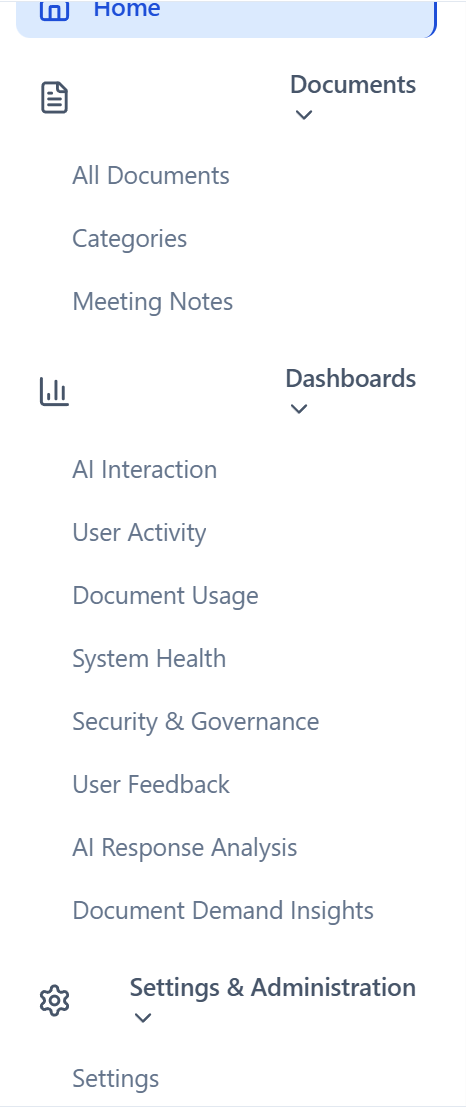 Home
Documents
All Documents
Categories
Meeting Notes
Dashboards
AI Interaction
User Activity
Document Usage
System Health
Security & Governance
User Feedback
AI Response Analysis
Document Demand Insights
Settings & Administration
Settings